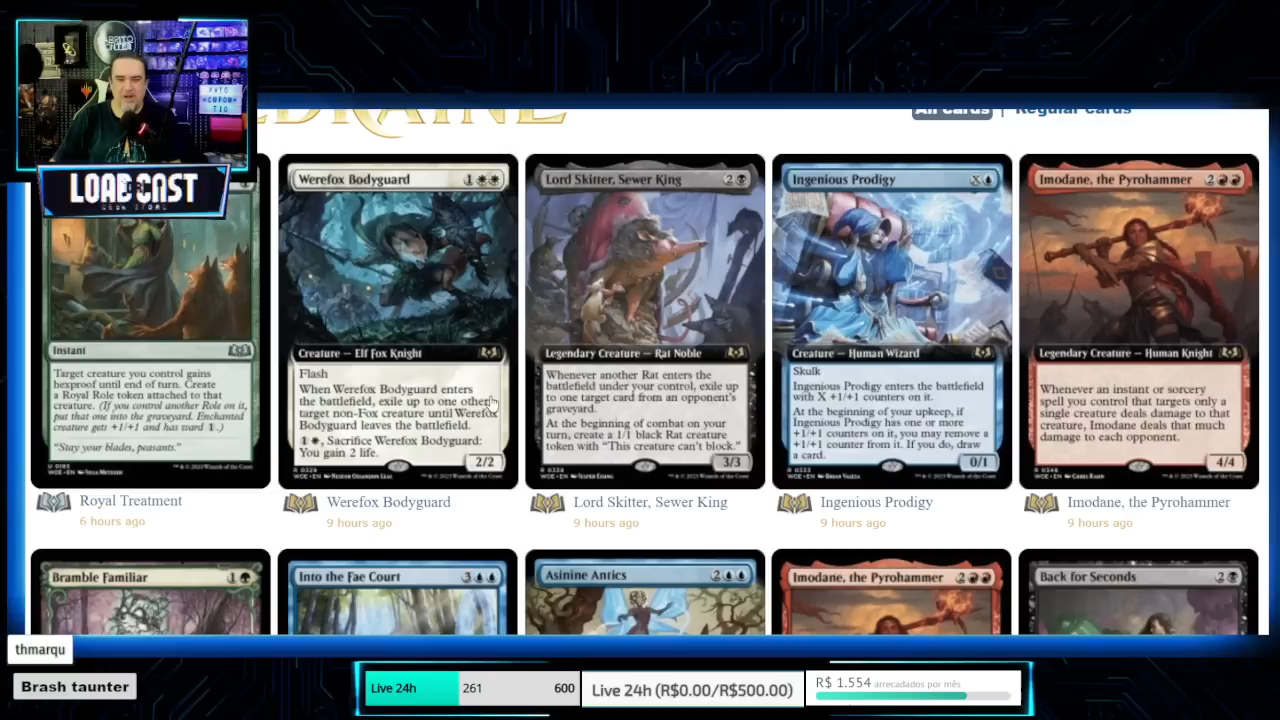 All Cards | Regular Cards
LOADCAST
GEEK STORE
Instant
Target creature you control gains
hexproof until end of turn. Create
a Royal Role token attached to that
creature. (If you control another Role on it,
put that one into the graveyard. Enchanted
creature gets +1/+1 and has ward 1.)
"Stay your blades, peasants."
Werefox Bodyguard 1
Creature — Elf Fox Knight
Flash
When Werefox Bodyguard enters
the battlefield, exile up to one other
target non-Fox creature until Werefox
Bodyguard leaves the battlefield.
1, Sacrifice Werefox Bodyguard:
You gain 2 life.
2/2
Lord Skitter, Sewer King 2
Legendary Creature — Rat Noble
Whenever another Rat enters the
battlefield under your control, exile up
to one target card from an opponent's
graveyard.
At the beginning of combat on your
turn, create a 1/1 black Rat creature
token with "This creature can't block."
3/3
Ingenious Prodigy X
Creature — Human Wizard
Skulk
Ingenious Prodigy enters the battlefield
with X +1/+1 counters on it.
At the beginning of your upkeep, if
Ingenious Prodigy has one or more
+1/+1 counters on it, you may remove a
+1/+1 counter from it. If you do, draw
a card.
0/1
Imodane, the Pyrohammer 2
Legendary Creature — Human Knight
Whenever an instant or sorcery
spell you control that targets only a
single creature deals damage to that
creature, Imodane deals that much
damage to each opponent.
4/4
Royal Treatment
6 hours ago
Werefox Bodyguard
9 hours ago
Lord Skitter, Sewer King
9 hours ago
Ingenious Prodigy
9 hours ago
Imodane, the Pyrohammer
9 hours ago
Bramble Familiar 1
Into the Fae Court 3
Asinine Antics 2
Imodane, the Pyrohammer 2
Back for Seconds 2
thmarqu
Brash taunter
Live 24h 261 600
Live 24h (R$0.00/R$500.00)
R$ 1.554 arrecadados por mês